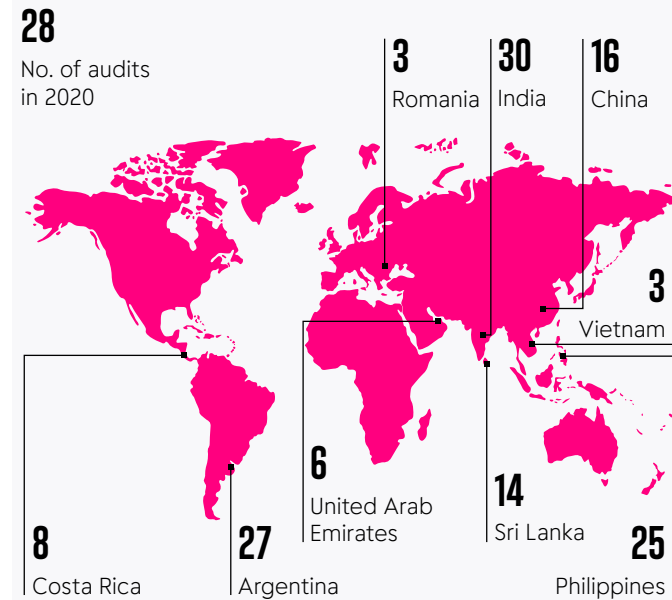 28
No. of audits
in 2020
3
Romania
30
India
16
China
3
Vietnam
6
United Arab
Emirates
14
Sri Lanka
25
Philippines
8
Costa Rica
27
Argentina